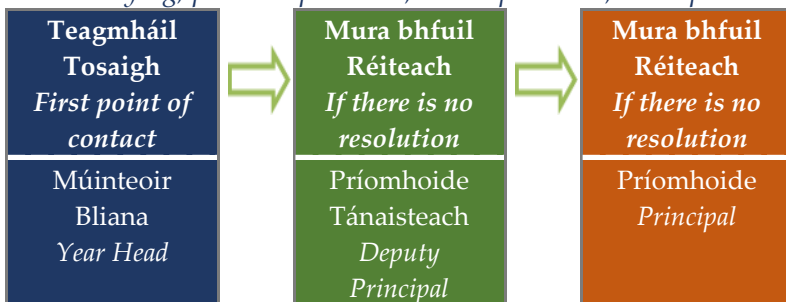 Teagmháil
Tosaigh
First point of
contact
Múinteoir
Bliana
Year Head
Mura bhfuil
Réiteach
If there is no
resolution
Príomhoide
Tánaisteach
Deputy
Principal
Mura bhfuil
Réiteach
If there is no
resolution
Príomhoide
Principal